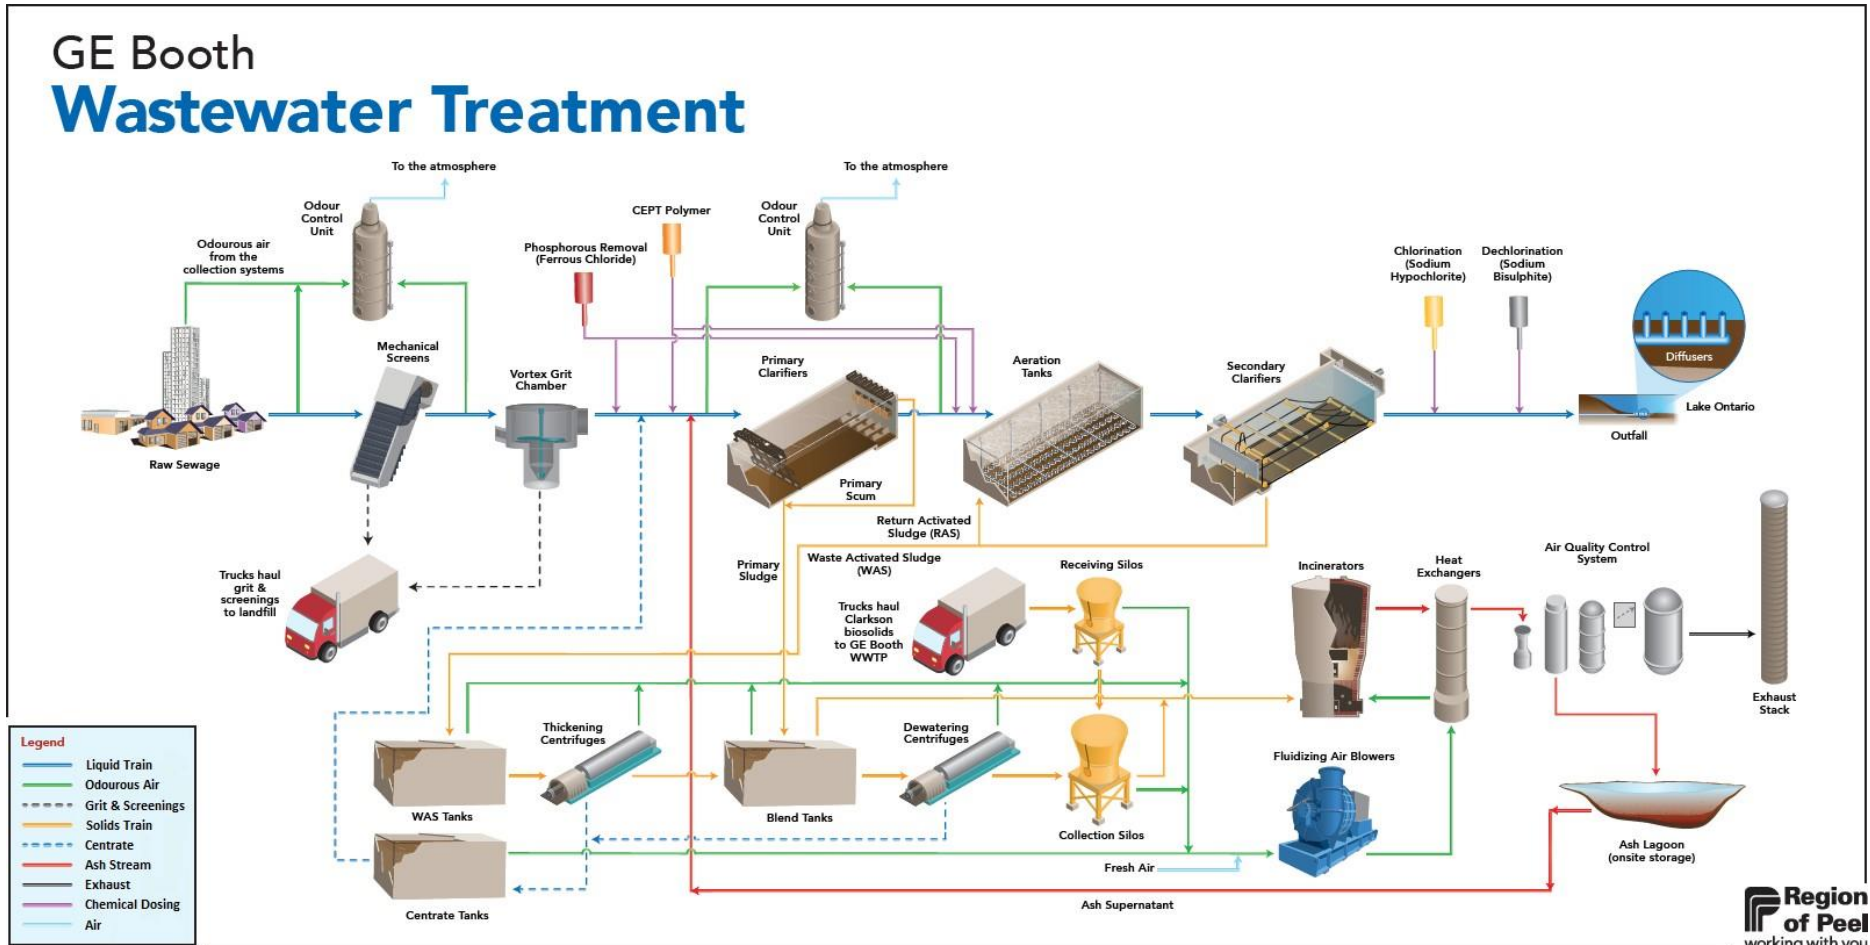 GE Booth
Wastewater Treatment
To the atmosphere
To the atmosphere
Odour
Control
Unit
CEPT Polymer
Odour
Control
Unit
Odourous air
from the
collection systems
Phosphorous Removal
(Ferrous Chloride)
Chlorination
(Sodium
Hypochlorite)
Dechlorination
(Sodium
Bisulphite)
Mechanical
Screens
Vortex Grit
Chamber
Primary
Clarifiers
Aeration
Tanks
Secondary
Clarifiers
Diffusers
Lake Ontario
Outfall
Raw Sewage
Primary
Scum
Return Activated
Sludge (RAS)
Waste Activated Sludge
(WAS)
Primary
Sludge
Trucks haul
grit &
screenings
to landfill
Receiving Silos
Trucks haul
Clarkson
biosolids
to GE Booth
WWTP
Incinerators
Heat
Exchangers
Air Quality Control
System
Exhaust
Stack
Thickening
Centrifuges
Dewatering
Centrifuges
Fluidizing Air Blowers
WAS Tanks
Blend Tanks
Collection Silos
Ash Lagoon
(onsite storage)
Fresh Air
Centrate Tanks
Ash Supernatant
Legend
Liquid Train
Odourous Air
Grit & Screenings
Solids Train
Centrate
Ash Stream
Exhaust
Chemical Dosing
Air
Region
of Peel
working with you